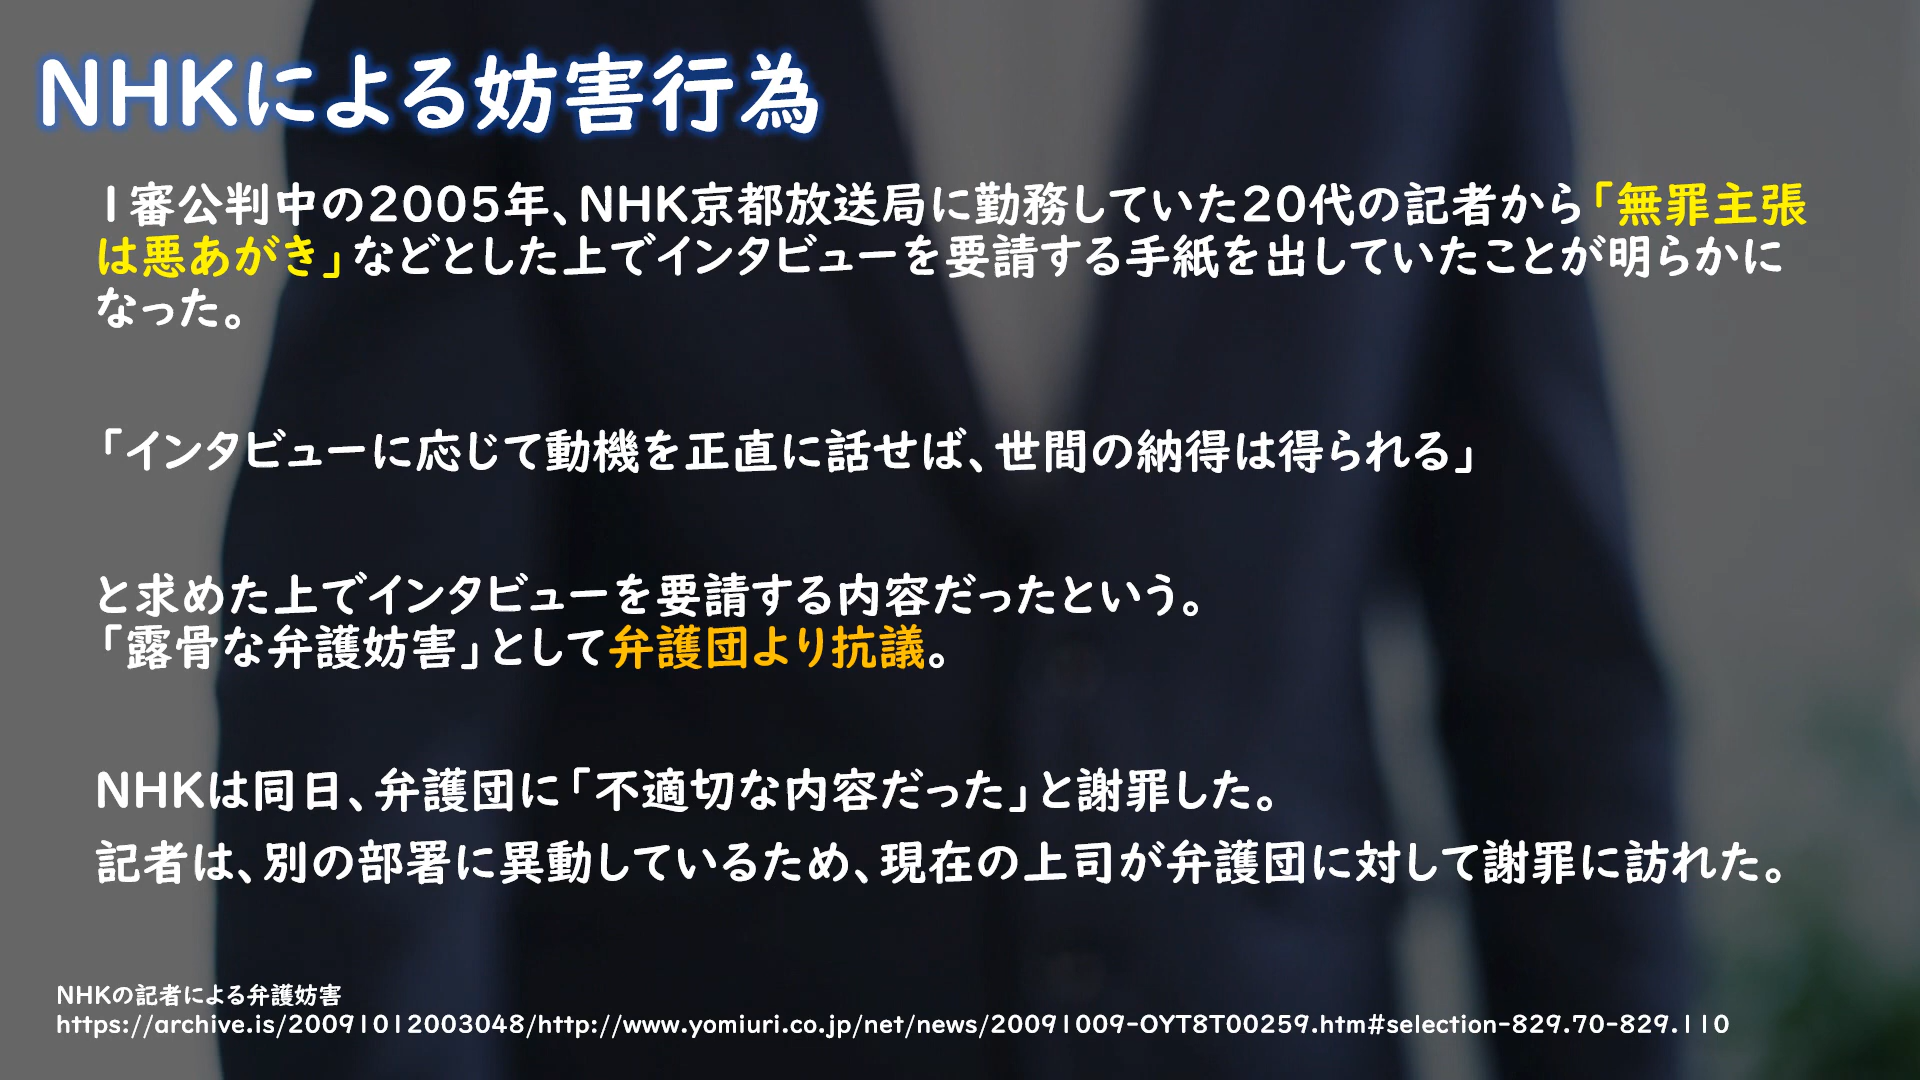 NHKによる妨害行為
1審公判中の2005年、NHK京都放送局に勤務していた20代の記者から「無罪主張
は悪あがき」などとした上でインタビューを要請する手紙を出していたことが明らかに
なった。
「インタビューに応じて動機を正直に話せば、世間の納得は得られる」
と求めた上でインタビューを要請する内容だったという。
「露骨な弁護妨害」として弁護団より抗議。
NHKは同日、弁護団に「不適切な内容だった」と謝罪した。
記者は、別の部署に異動しているため、現在の上司が弁護団に対して謝罪に訪れた。
NHKの記者による弁護妨害
https://archive.is/20091012003048/http://www.yomiuri.co.jp/net/news/20091009-OYT8T00259.htm#selection-829.70-829.110